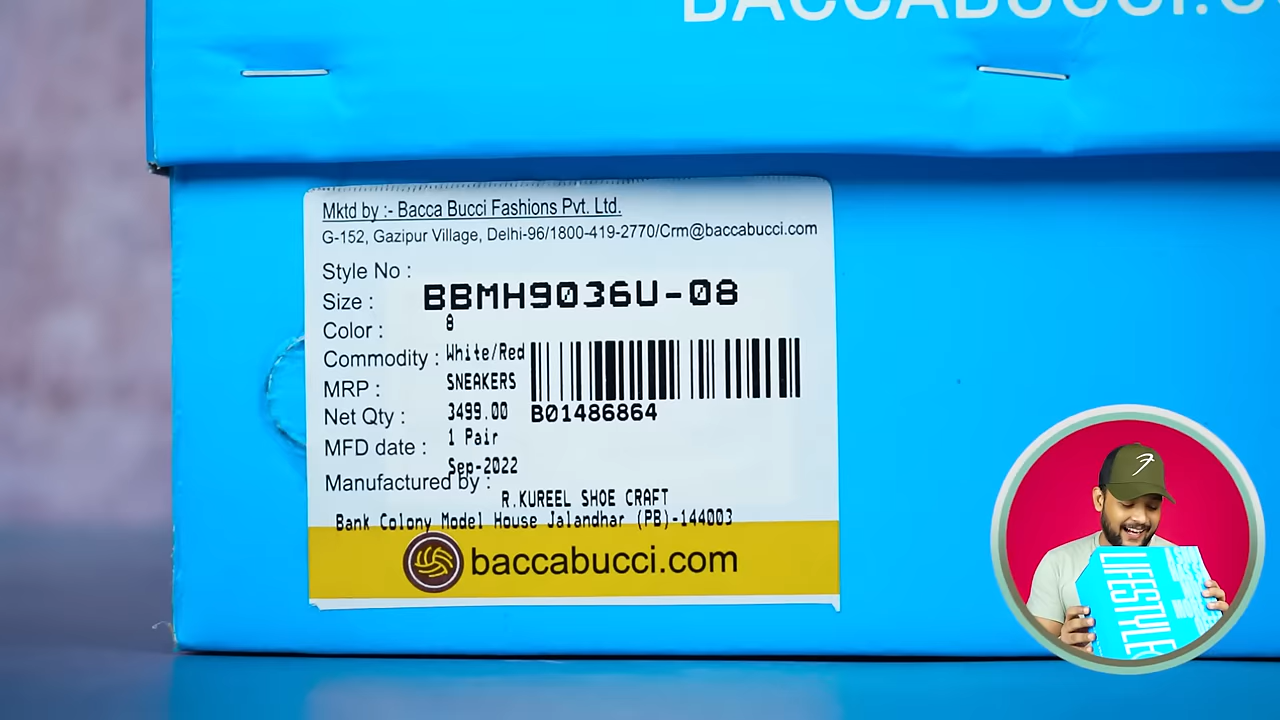 BACCABUCCI.C
Mktd by :- Bacca Bucci Fashions Pvt. Ltd.
G-152, Gazipur Village, Delhi-96/1800-419-2770/Crm@baccabucci.com
Style No : BBMH9036U-08
Size : 8
Color : White/Red
Commodity : SNEAKERS
MRP : 3499.00
B01486864
Net Qty : 1 Pair
MFD date : Sep-2022
Manufactured by : R.KUREEL SHOE CRAFT
Bank Colony Model House Jalandhar (PB)-144003
baccabucci.com
LIFESTYLE